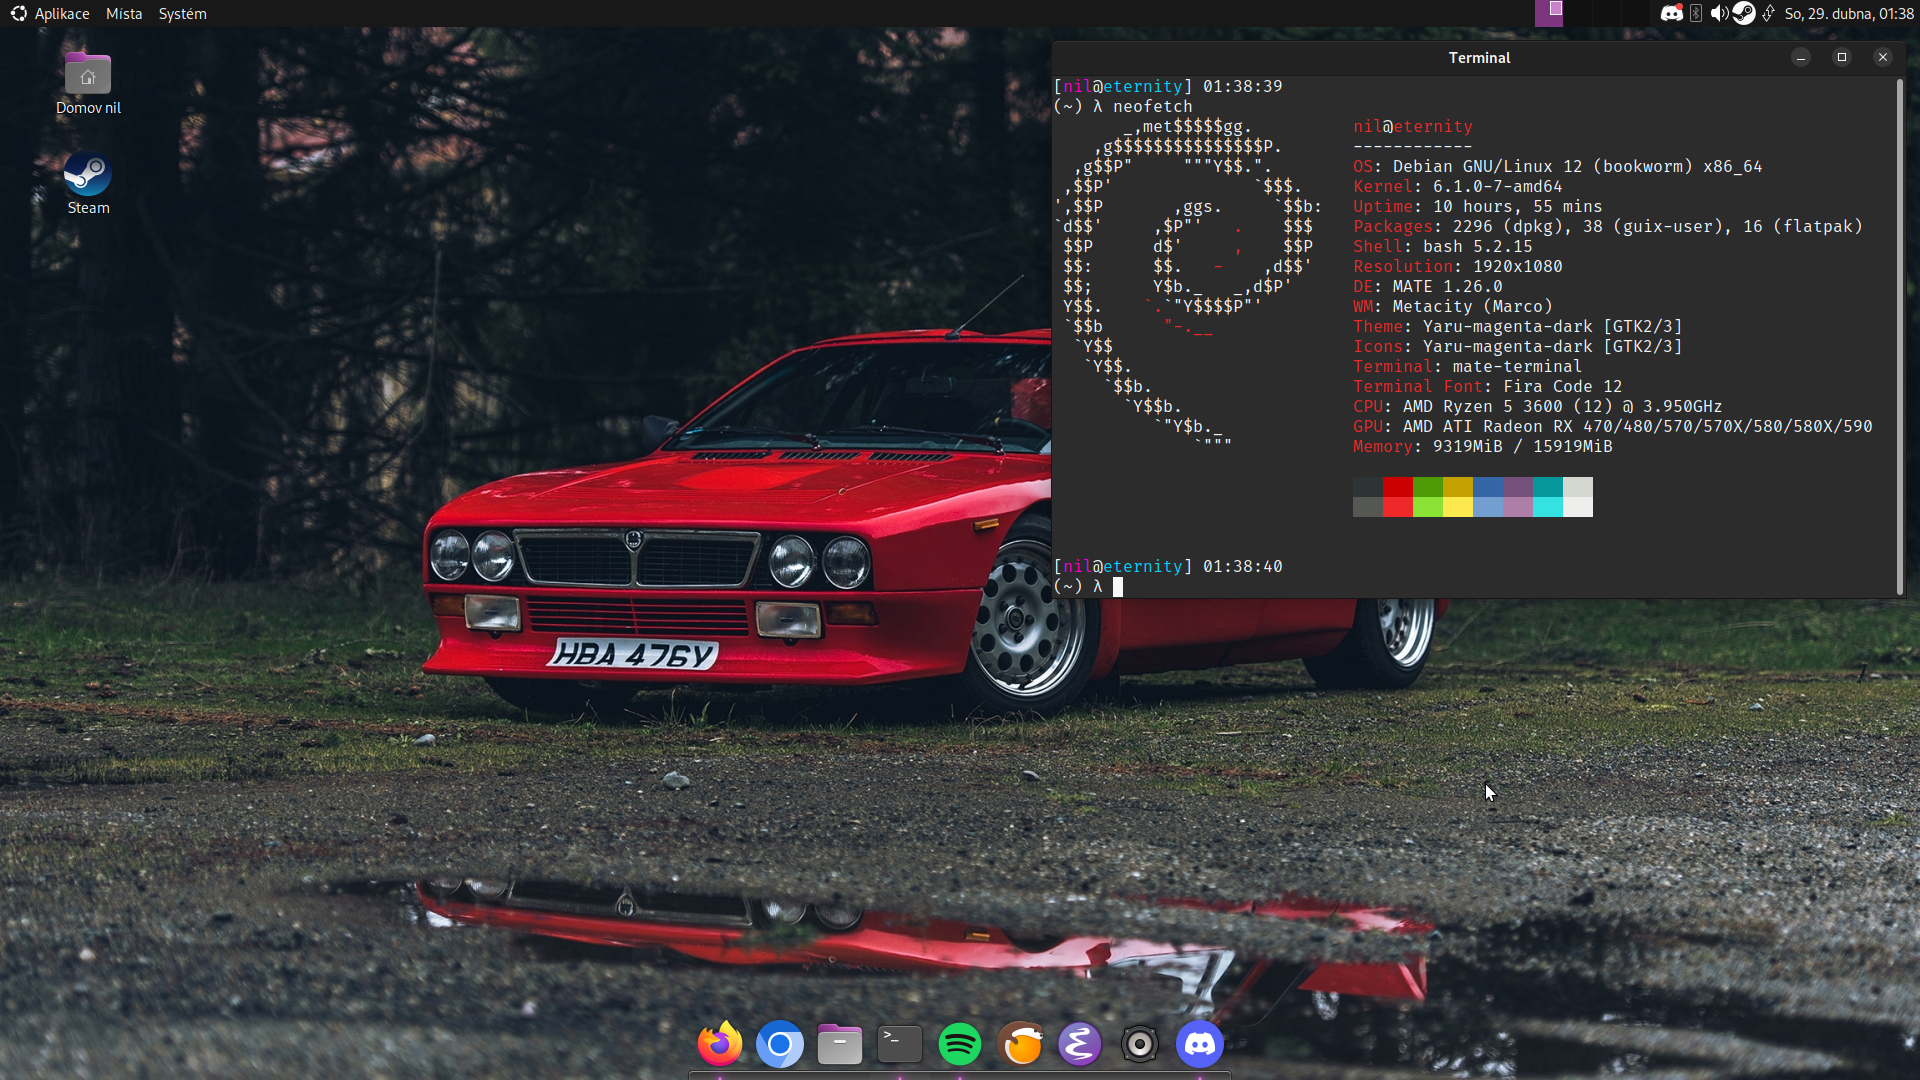 Aplikace Místa Systém
So, 29. dubna, 01:38
Domov nil
Steam
Terminal
[nil@eternity] 01:38:39
(~) λ neofetch
       _,met$$$$$gg.
    ,g$$$$$$$$$$$$$$$P.
  ,g$$P"     """Y$$.".
 ,$$P'              `$$$.
',$$P       ,ggs.     `$$b:
`d$$'     ,$P"'   .    $$$
 $$P      d$'     ,    $$P
 $$:      $$.   -    ,d$$'
 $$;      Y$b._   _,d$P'
 Y$$.    `.`"Y$$$$P"'
 `$$b      "-.__
  `Y$$
   `Y$$.
     `$$b.
       `Y$$b.
          `"Y$b._
              `"""
nil@eternity
------------
OS: Debian GNU/Linux 12 (bookworm) x86_64
Kernel: 6.1.0-7-amd64
Uptime: 10 hours, 55 mins
Packages: 2296 (dpkg), 38 (guix-user), 16 (flatpak)
Shell: bash 5.2.15
Resolution: 1920x1080
DE: MATE 1.26.0
WM: Metacity (Marco)
Theme: Yaru-magenta-dark [GTK2/3]
Icons: Yaru-magenta-dark [GTK2/3]
Terminal: mate-terminal
Terminal Font: Fira Code 12
CPU: AMD Ryzen 5 3600 (12) @ 3.950GHz
GPU: AMD ATI Radeon RX 470/480/570/570X/580/580X/590
Memory: 9319MiB / 15919MiB
[nil@eternity] 01:38:40
(~) λ
HBA 476Y
>_